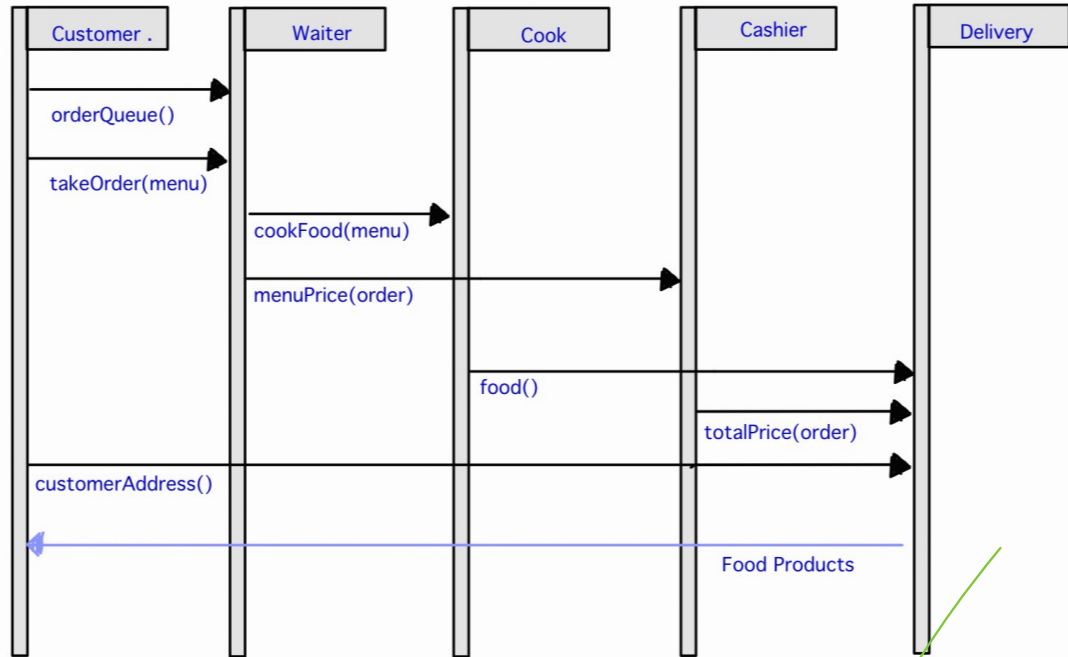 Customer .
Waiter
Cook
Cashier
Delivery
orderQueue()
takeOrder(menu)
cookFood(menu)
menuPrice(order)
food()
totalPrice(order)
customerAddress()
Food Products